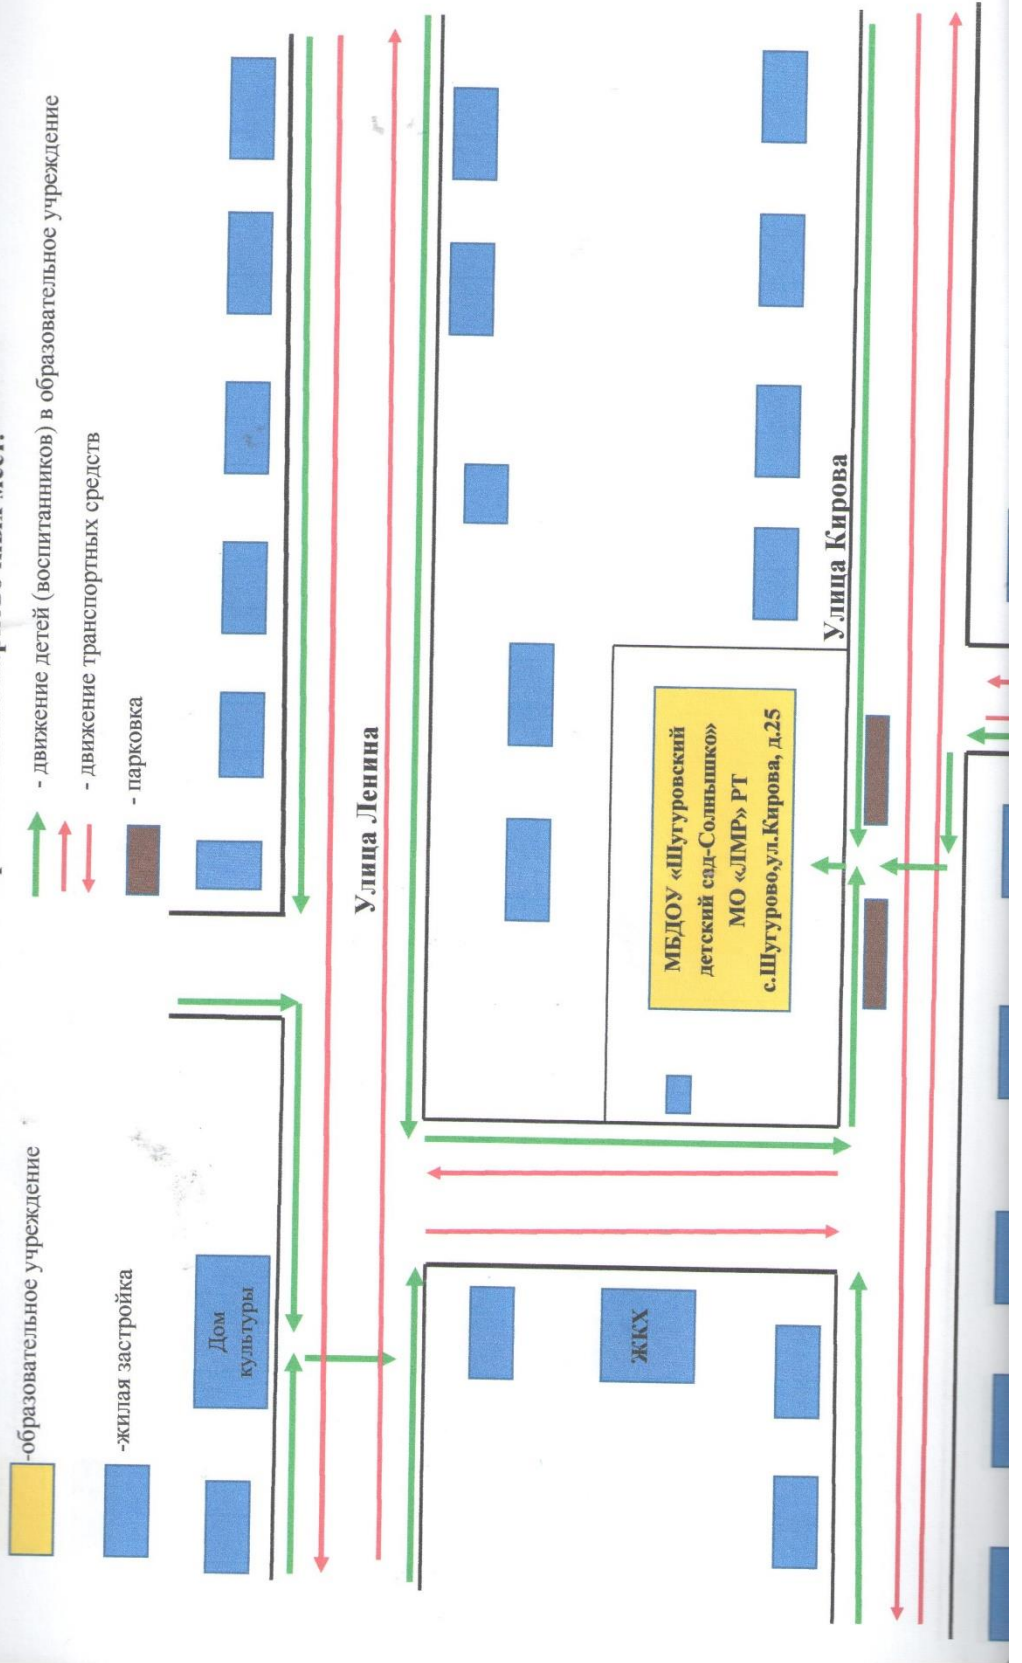 -образовательное учреждение
-жилая застройка
- движение детей (воспитанников) в образовательное учреждение
- движение транспортных средств
- парковка
Дом
культуры
Улица Ленина
ЖКХ
МБДОУ «Шугуровский
детский сад-Солнышко»
МО «ЛМР» РТ
с.Шугурово,ул.Кирова, д.25
Улица Кирова